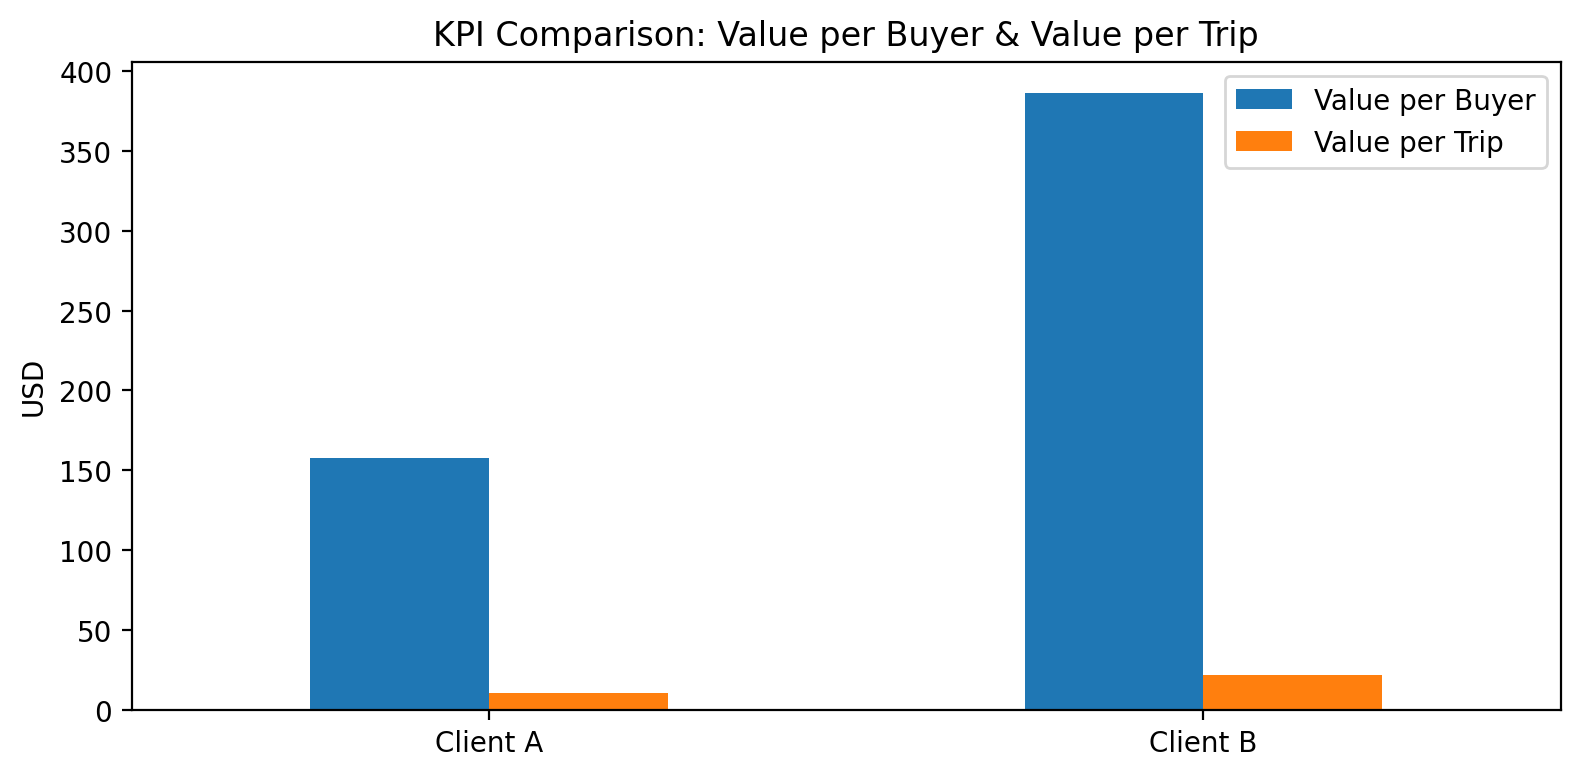 KPI Comparison: Value per Buyer & Value per Trip
Value per Buyer
Value per Trip
USD
400
350
300
250
200
150
100
50
0
Client A
Client B